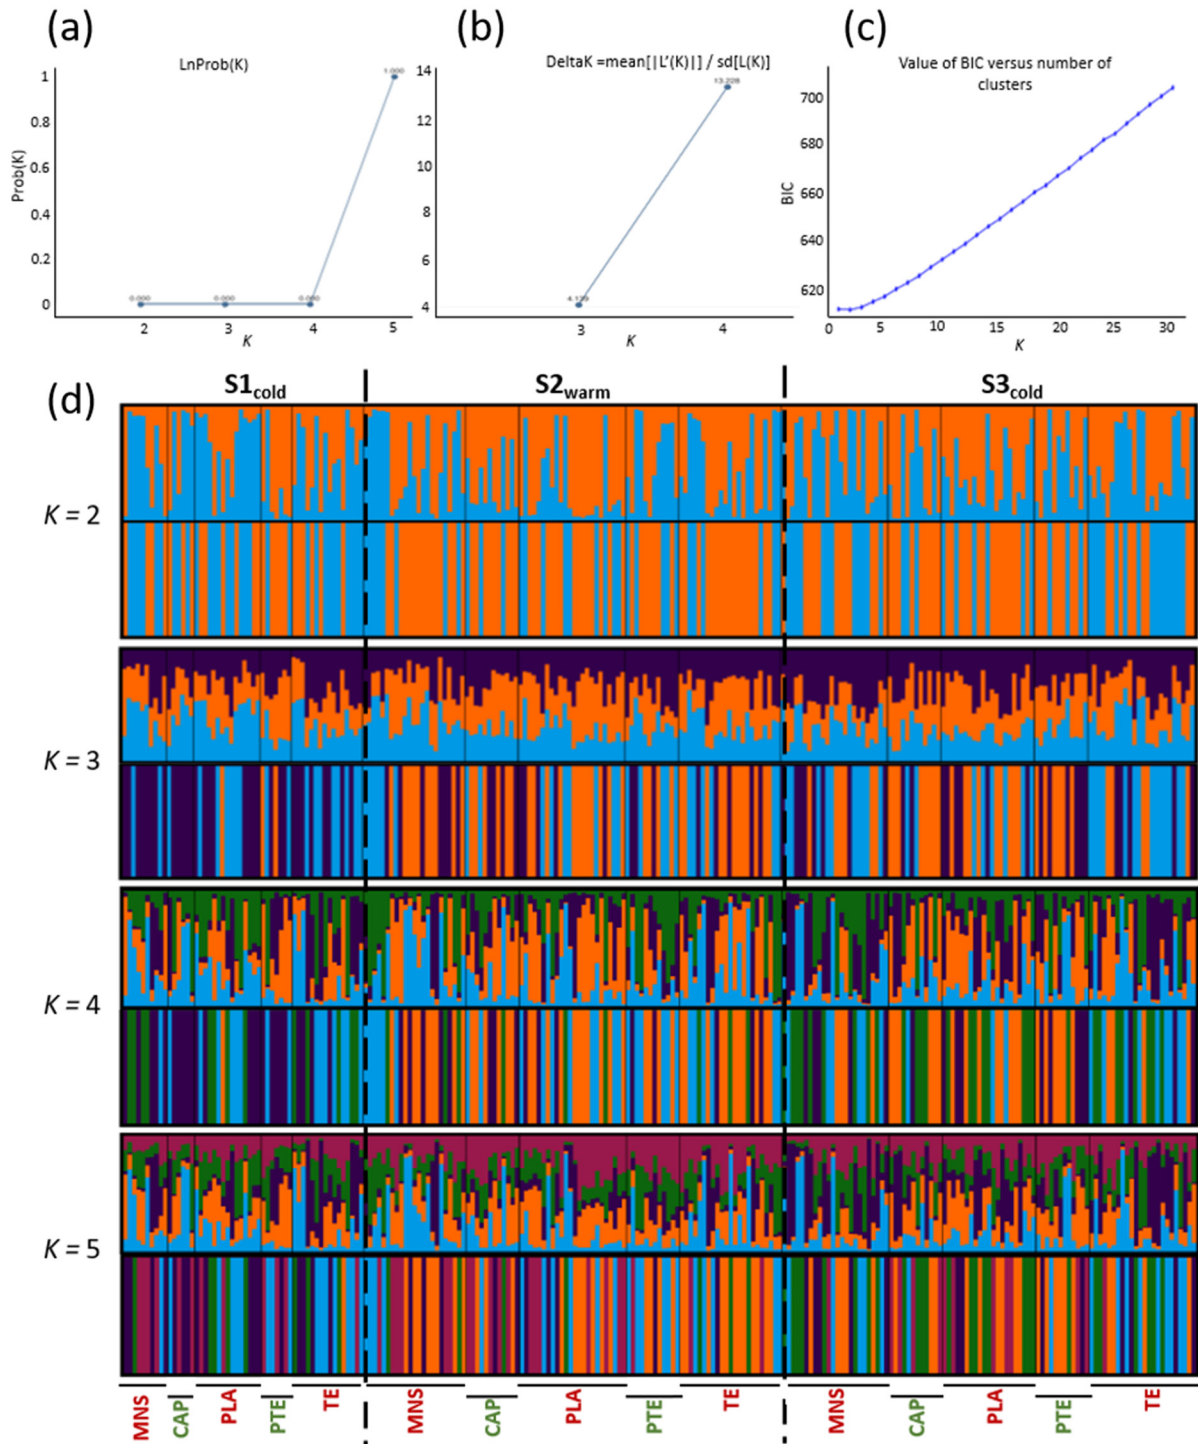 (a)
(b)
(c)
LnProb(K)
DeltaK =mean[|L'(K)|] / sd[L(K)]
Value of BIC versus number of
clusters
Prob(K)
1
0.8
0.6
0.4
0.2
0
1.000
0.000
0.000
0.000
2
3
4
5
K
14
12
10
8
6
4
13.228
3
4
K
BIC
700
680
660
640
620
0
5
10
15
20
25
30
K
(d)
S1cold
S2warm
S3cold
K = 2
K = 3
K = 4
K = 5
MNS
CAP
PLA
PTE
TE
MNS
CAP
PLA
PTE
TE
MNS
CAP
PLA
PTE
TE